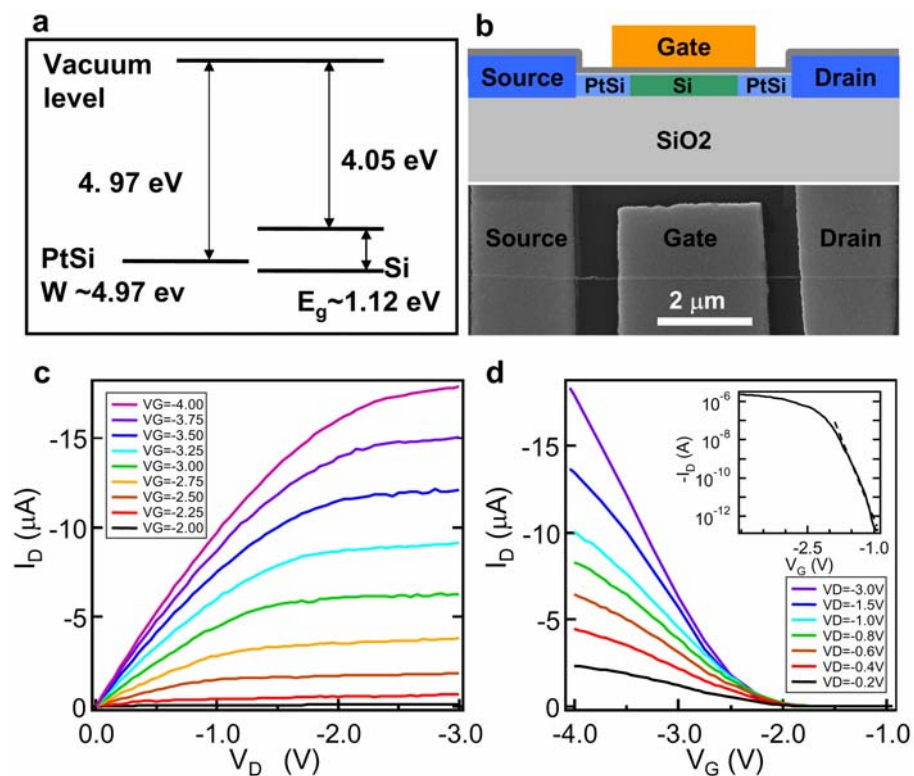 a
Vacuum
level
4. 97 eV
4.05 eV
PtSi
W ~4.97 ev
Si
Eg~1.12 eV
b
Gate
Source
PtSi
Si
PtSi
Drain
SiO2
Source
Gate
Drain
2 μm
c
VG=-4.00
VG=-3.75
VG=-3.50
VG=-3.25
VG=-3.00
VG=-2.75
VG=-2.50
VG=-2.25
VG=-2.00
-15
-10
-5
0
ID (μA)
0.0 -1.0 -2.0 -3.0
VD (V)
d
-15
-10
-5
0
ID (μA)
10-6
10-8
10-10
10-12
-ID (A)
-2.5 -1.0
VG (V)
VD=-3.0V
VD=-1.5V
VD=-1.0V
VD=-0.8V
VD=-0.6V
VD=-0.4V
VD=-0.2V
-4.0 -3.0 -2.0 -1.0
VG (V)